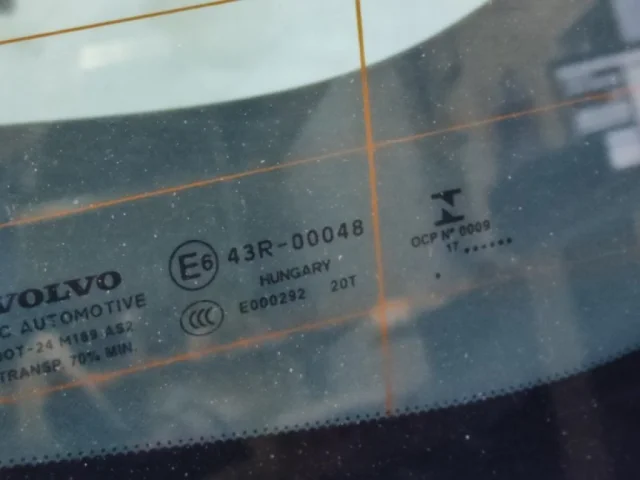 VOLVO
C AUTOMOTIVE
DOT-24 M189 AS2
TRANSP 70% MIN
E6 43R-00048
HUNGARY
CCC E000292 20T
OCP Nº 0009
17 ......
.